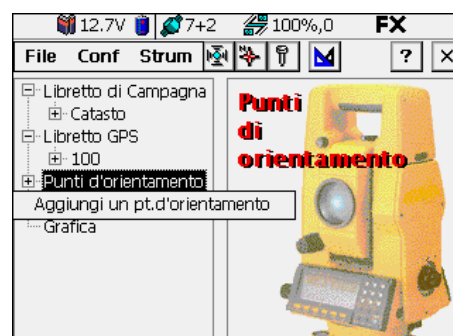 12.7V 7+2 100%,0 FX
File Conf Strum ? ×
Libretto di Campagna
Catasto
Libretto GPS
100
Punti d'orientamento
Aggiungi un pt.d'orientamento
Grafica
Punti
di
orientamento